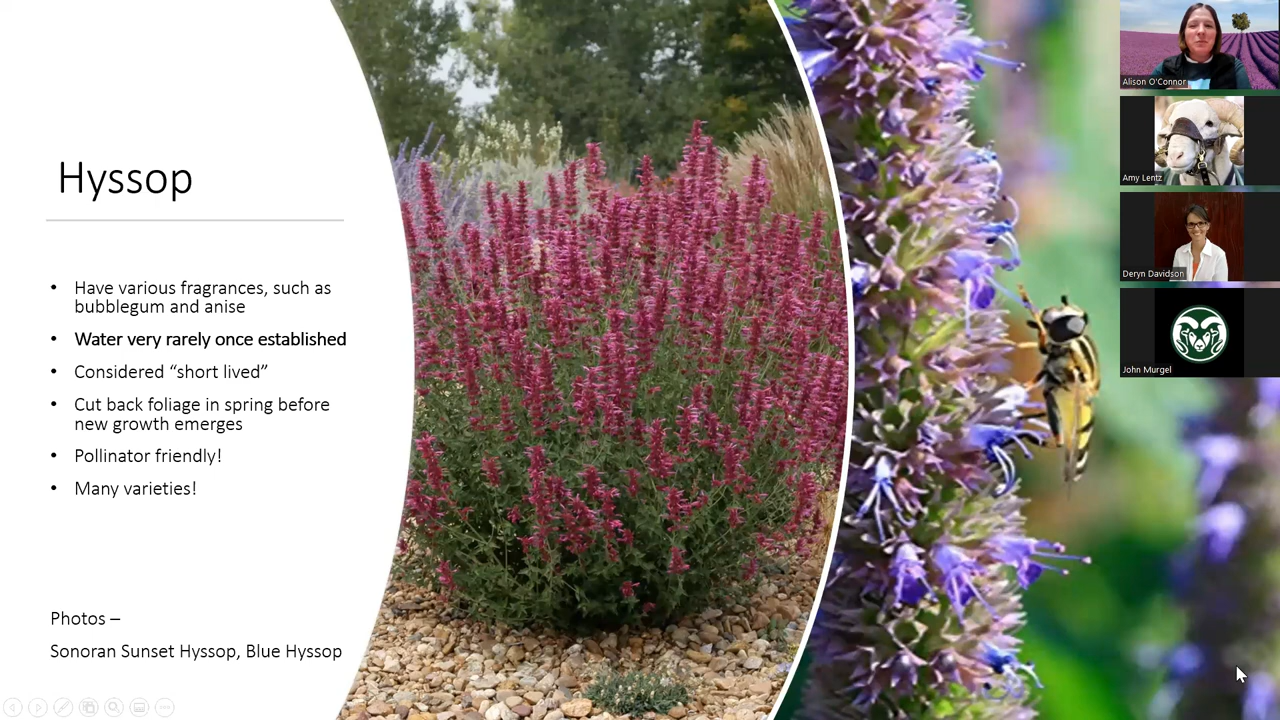 Hyssop
• Have various fragrances, such as
bubblegum and anise
• Water very rarely once established
• Considered “short lived”
• Cut back foliage in spring before
new growth emerges
• Pollinator friendly!
• Many varieties!
Photos –
Sonoran Sunset Hyssop, Blue Hyssop
Alison O'Connor
Amy Lentz
Deryn Davidson
John Murgel